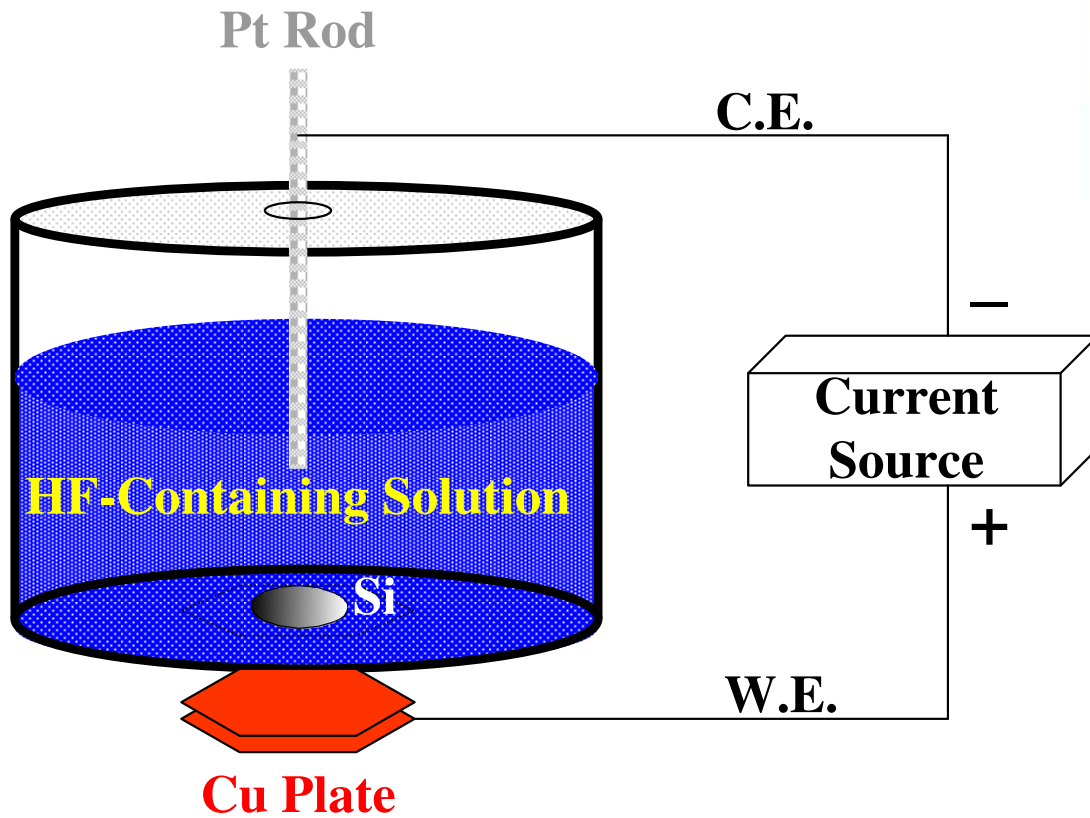 Pt Rod
C.E.
−
Current
Source
HF-Containing Solution
+
Si
W.E.
Cu Plate